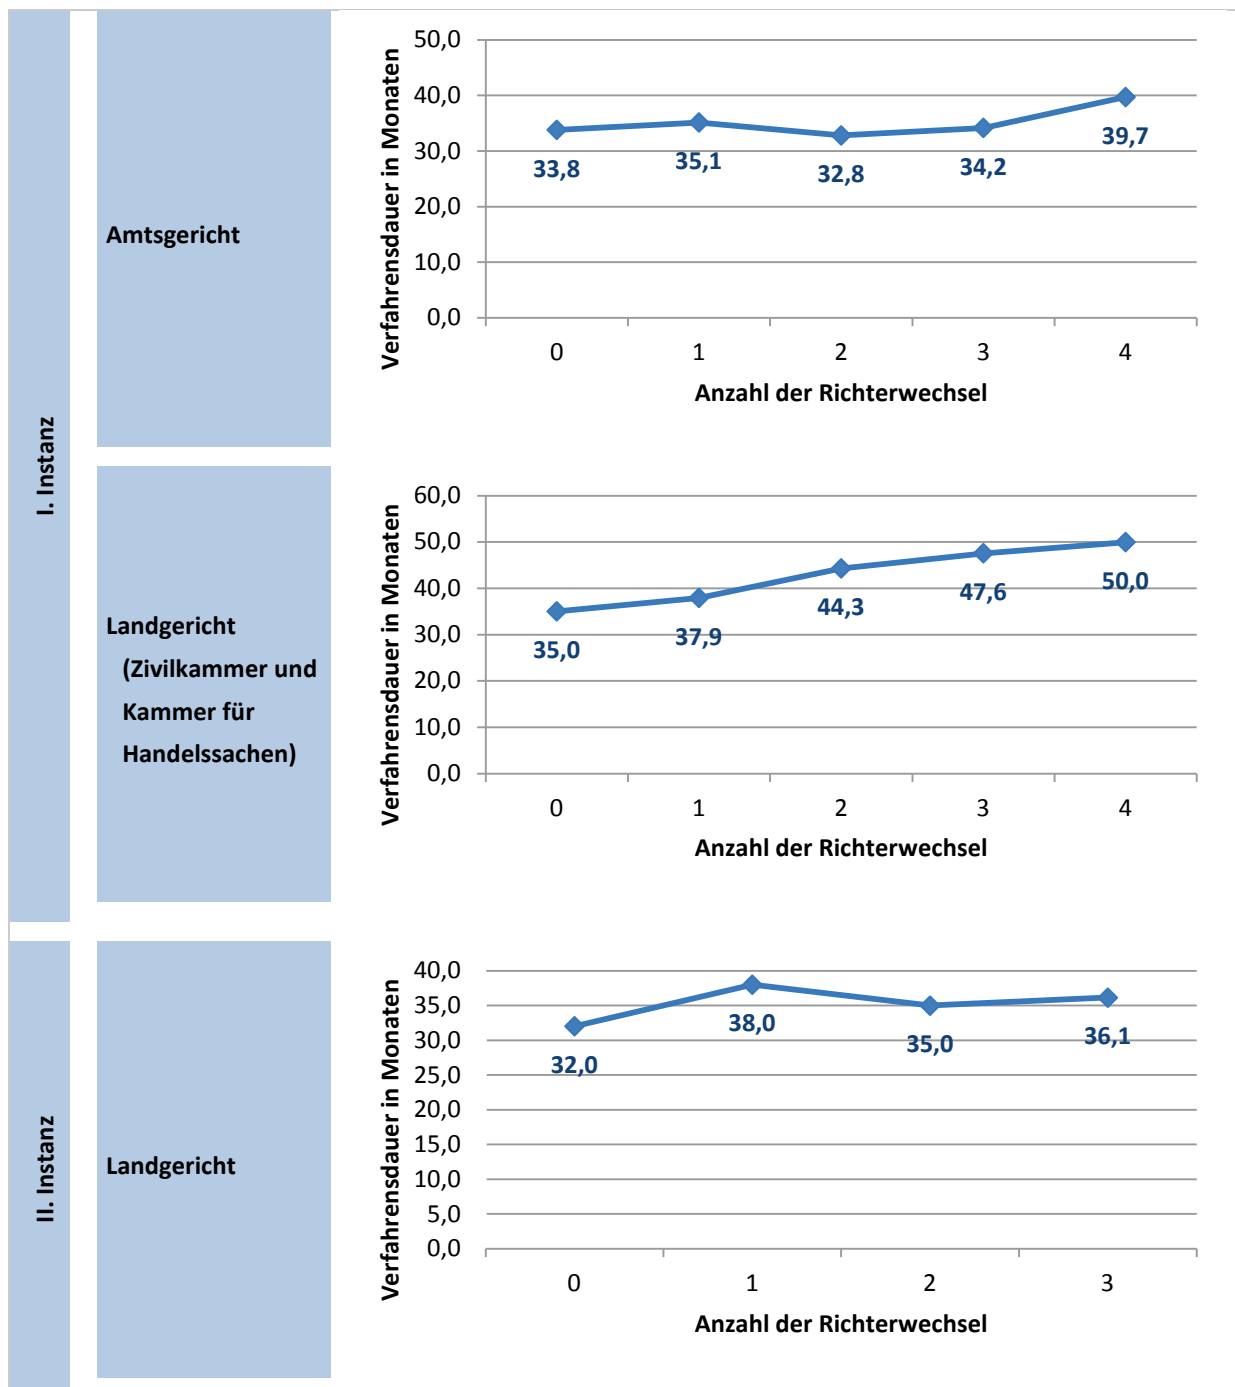 I. Instanz
Amtsgericht
Verfahrensdauer in Monaten
50,0
40,0
30,0
20,0
10,0
0,0
33,8
35,1
32,8
34,2
39,7
0 1 2 3 4
Anzahl der Richterwechsel
Landgericht
(Zivilkammer und
Kammer für
Handelssachen)
Verfahrensdauer in Monaten
60,0
50,0
40,0
30,0
20,0
10,0
0,0
35,0
37,9
44,3
47,6
50,0
0 1 2 3 4
Anzahl der Richterwechsel
II. Instanz
Landgericht
Verfahrensdauer in Monaten
40,0
35,0
30,0
25,0
20,0
15,0
10,0
5,0
0,0
32,0
38,0
35,0
36,1
0 1 2 3
Anzahl der Richterwechsel